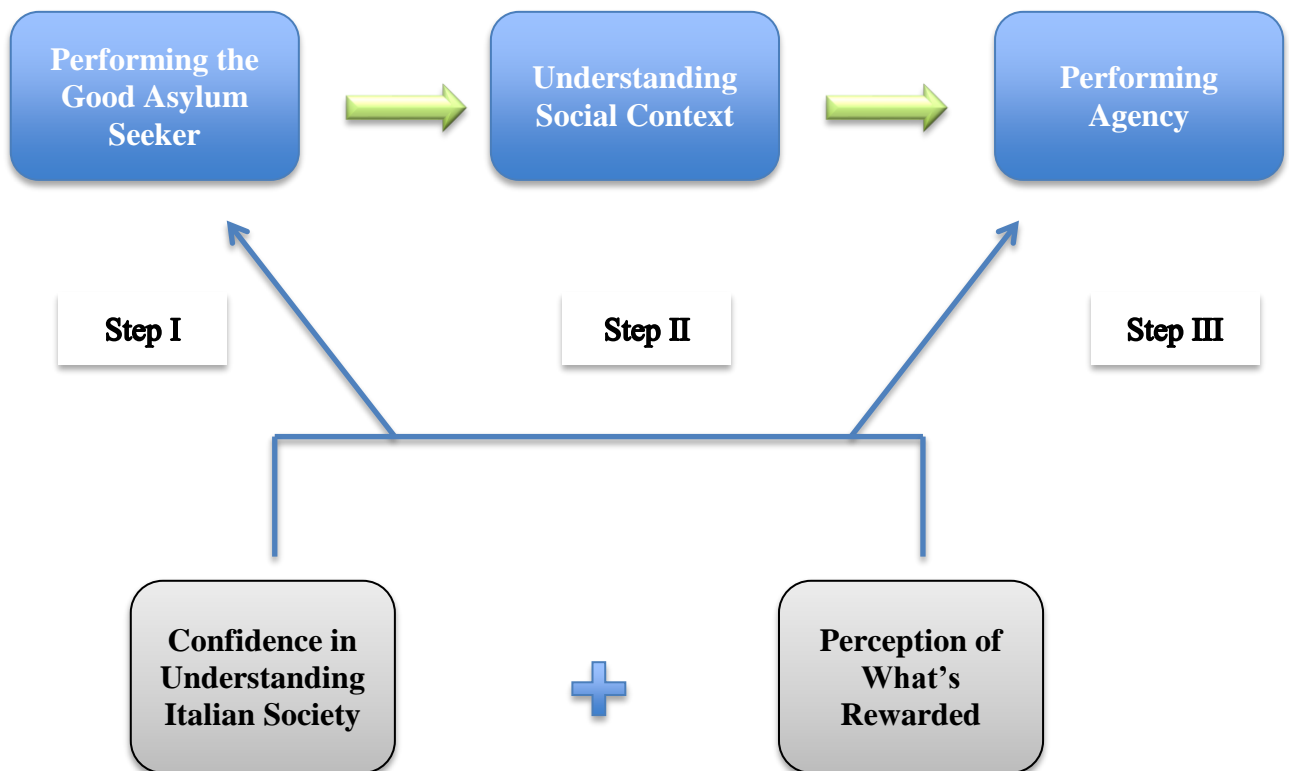 Performing the
Good Asylum
Seeker
Understanding
Social Context
Performing
Agency
Step I
Step II
Step III
Confidence in
Understanding
Italian Society
Perception of
What’s
Rewarded